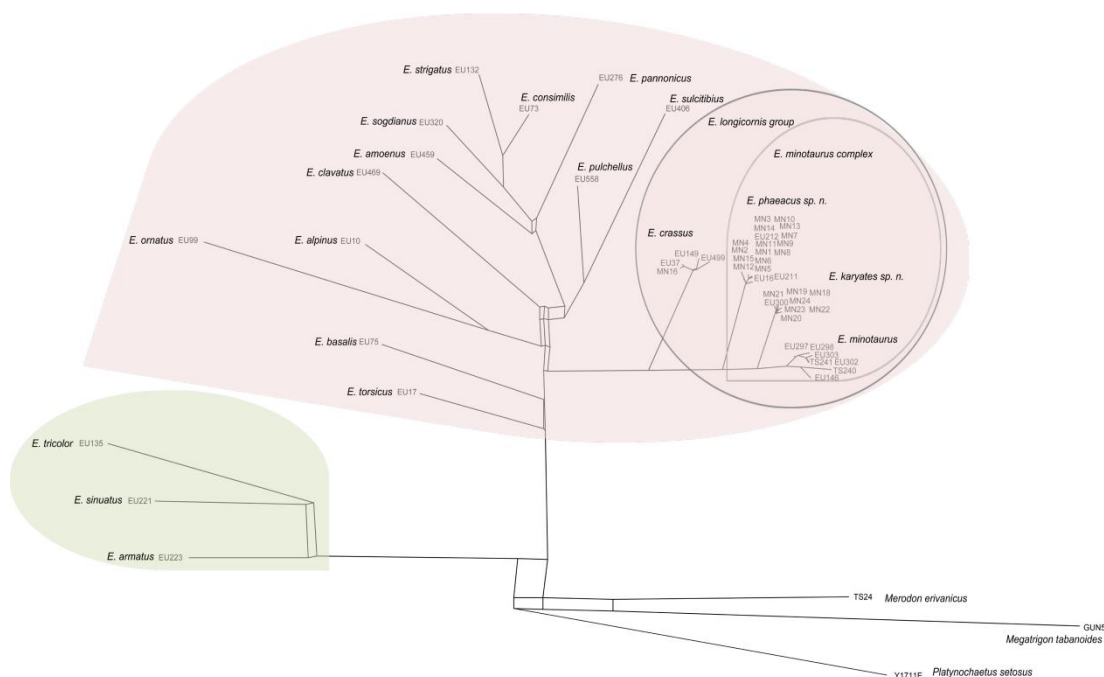 E. strigatus EU132
EU276 E. pannonicus
E. consimilis
EU73
E. sulcitibius
EU406
E. sogdianus EU320
E. longicornis group
E. amoenus EU459
E. minotaurus complex
E. clavatus EU469
E. pulchellus
EU558
E. phaeacus sp. n.
MN3 MN10
MN14 MN13
EU212 MN7
MN4 MN11 MN9
MN2 MN1 MN8
MN15 MN6
MN12 MN5
EU16 EU211
E. crassus
EU149
EU37 EU499
MN16
E. ornatus EU99
E. alpinus EU10
E. karyates sp. n.
MN21 MN19 MN18
EU300 MN24
MN23 MN22
MN20
E. basalis EU75
E. minotaurus
EU297 EU298
EU303
TS241 EU302
TS240
EU146
E. torsicus EU17
E. tricolor EU135
E. sinuatus EU221
E. armatus EU223
TS24 Merodon erivanicus
GUN5
Megatrigon tabanoides
Y1711F Platynochaetus setosus